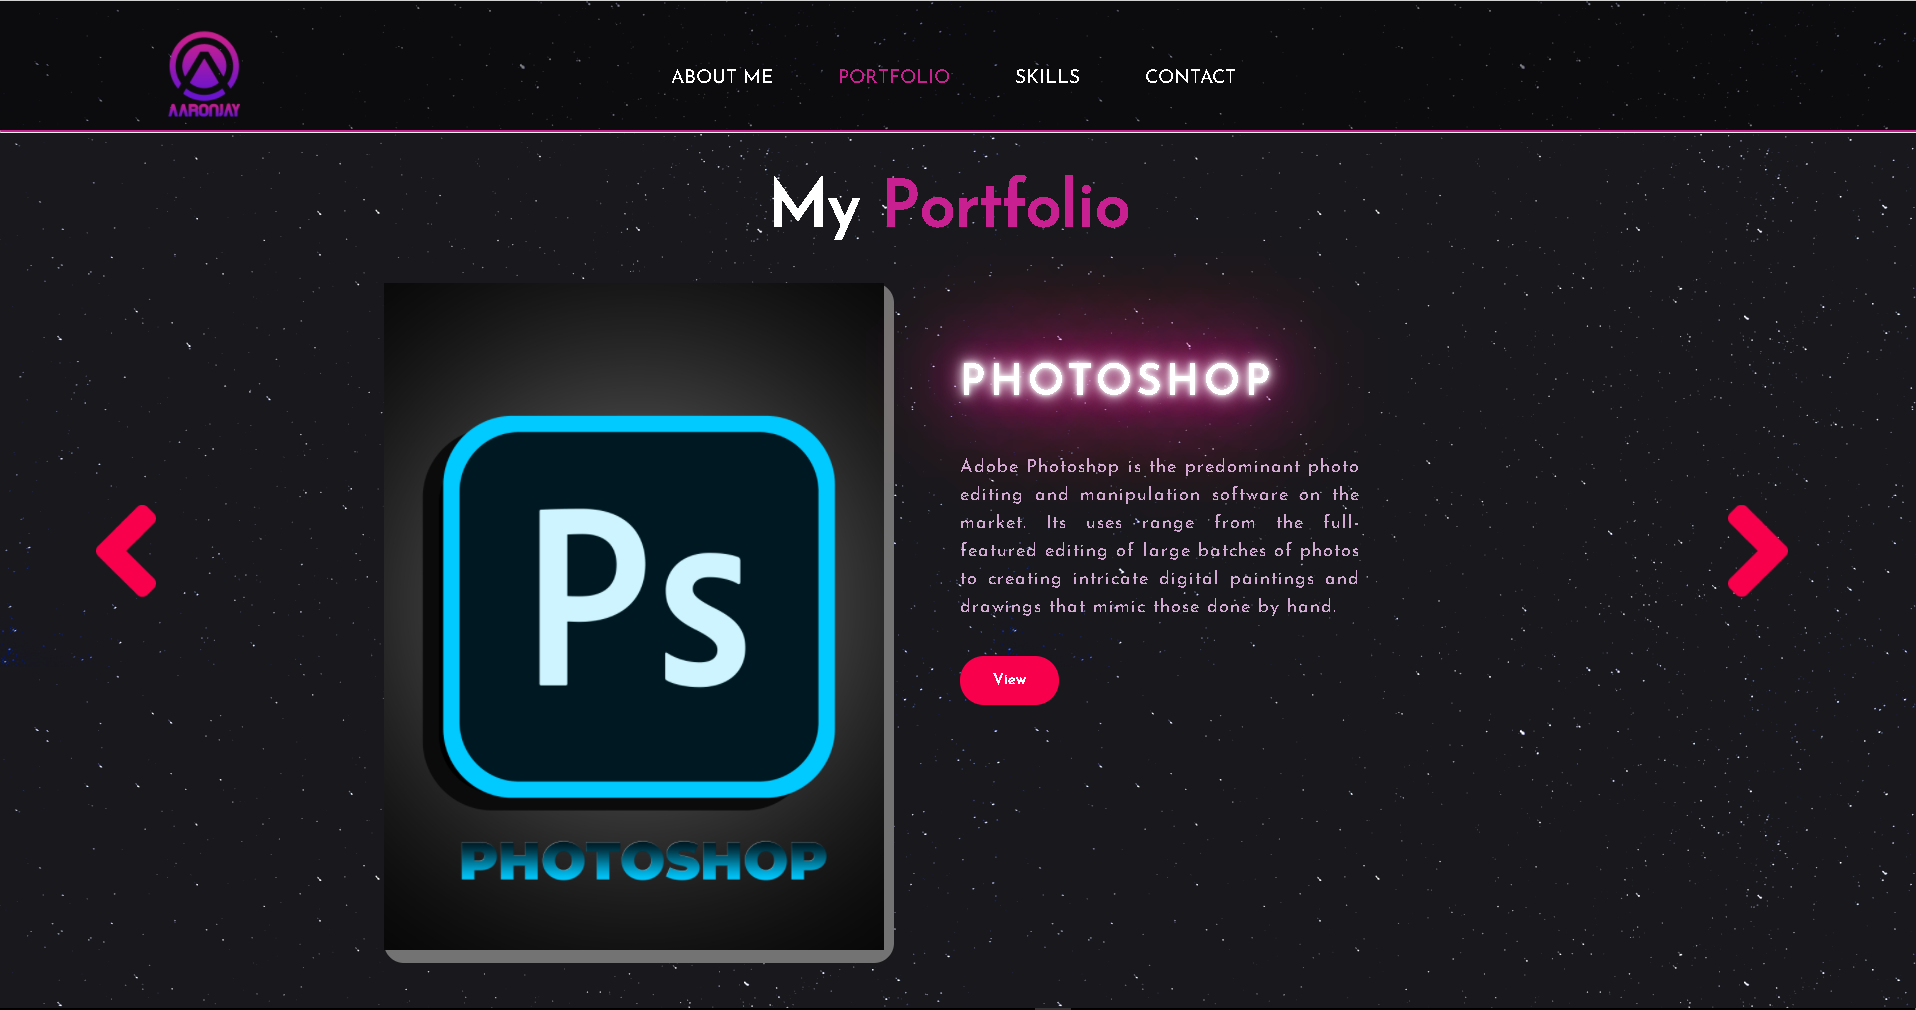 AARONJAY
ABOUT ME
PORTFOLIO
SKILLS
CONTACT
My Portfolio
Ps
PHOTOSHOP
PHOTOSHOP
Adobe Photoshop is the predominant photo
editing and manipulation software on the
market. Its uses range from the full-
featured editing of large batches of photos
to creating intricate digital paintings and
drawings that mimic those done by hand.
View